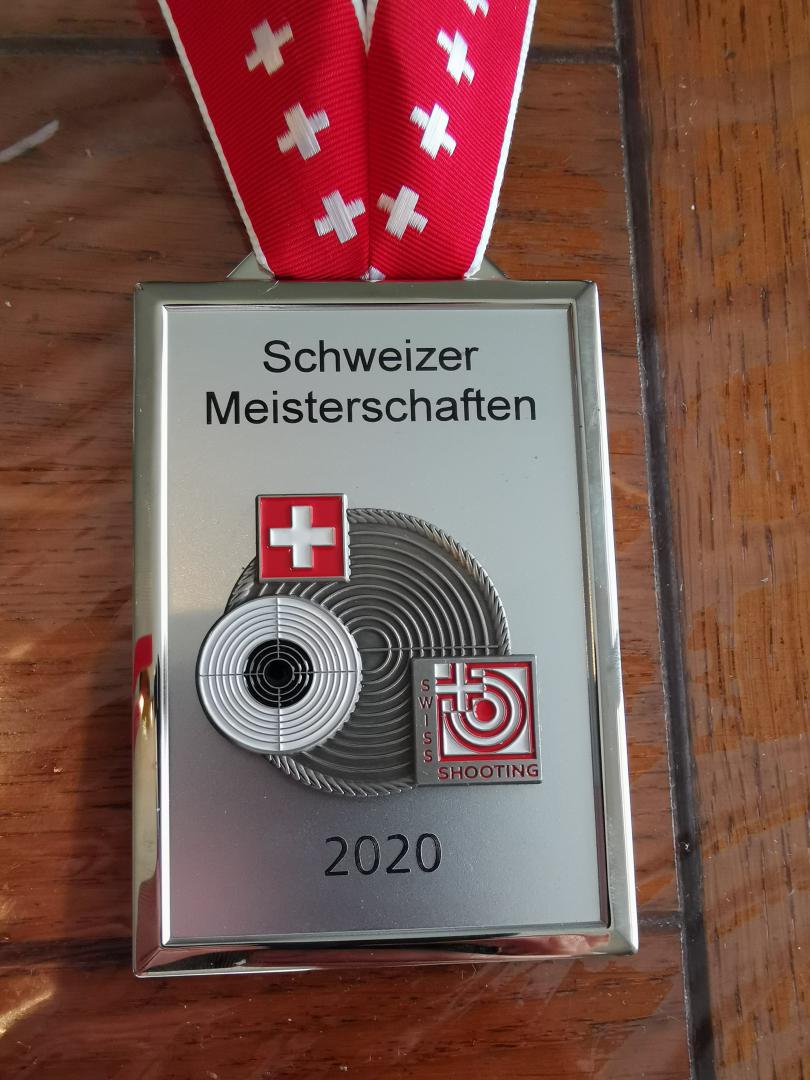 Schweizer
Meisterschaften
SWISS
SHOOTING
2020